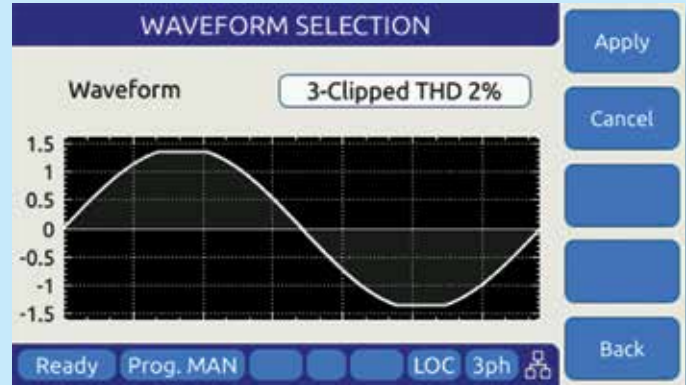 WAVEFORM SELECTION
Apply
Waveform
3-Clipped THD 2%
Cancel
1.5
1
0.5
0
-0.5
-1
-1.5
Back
Ready
Prog. MAN
LOC
3ph